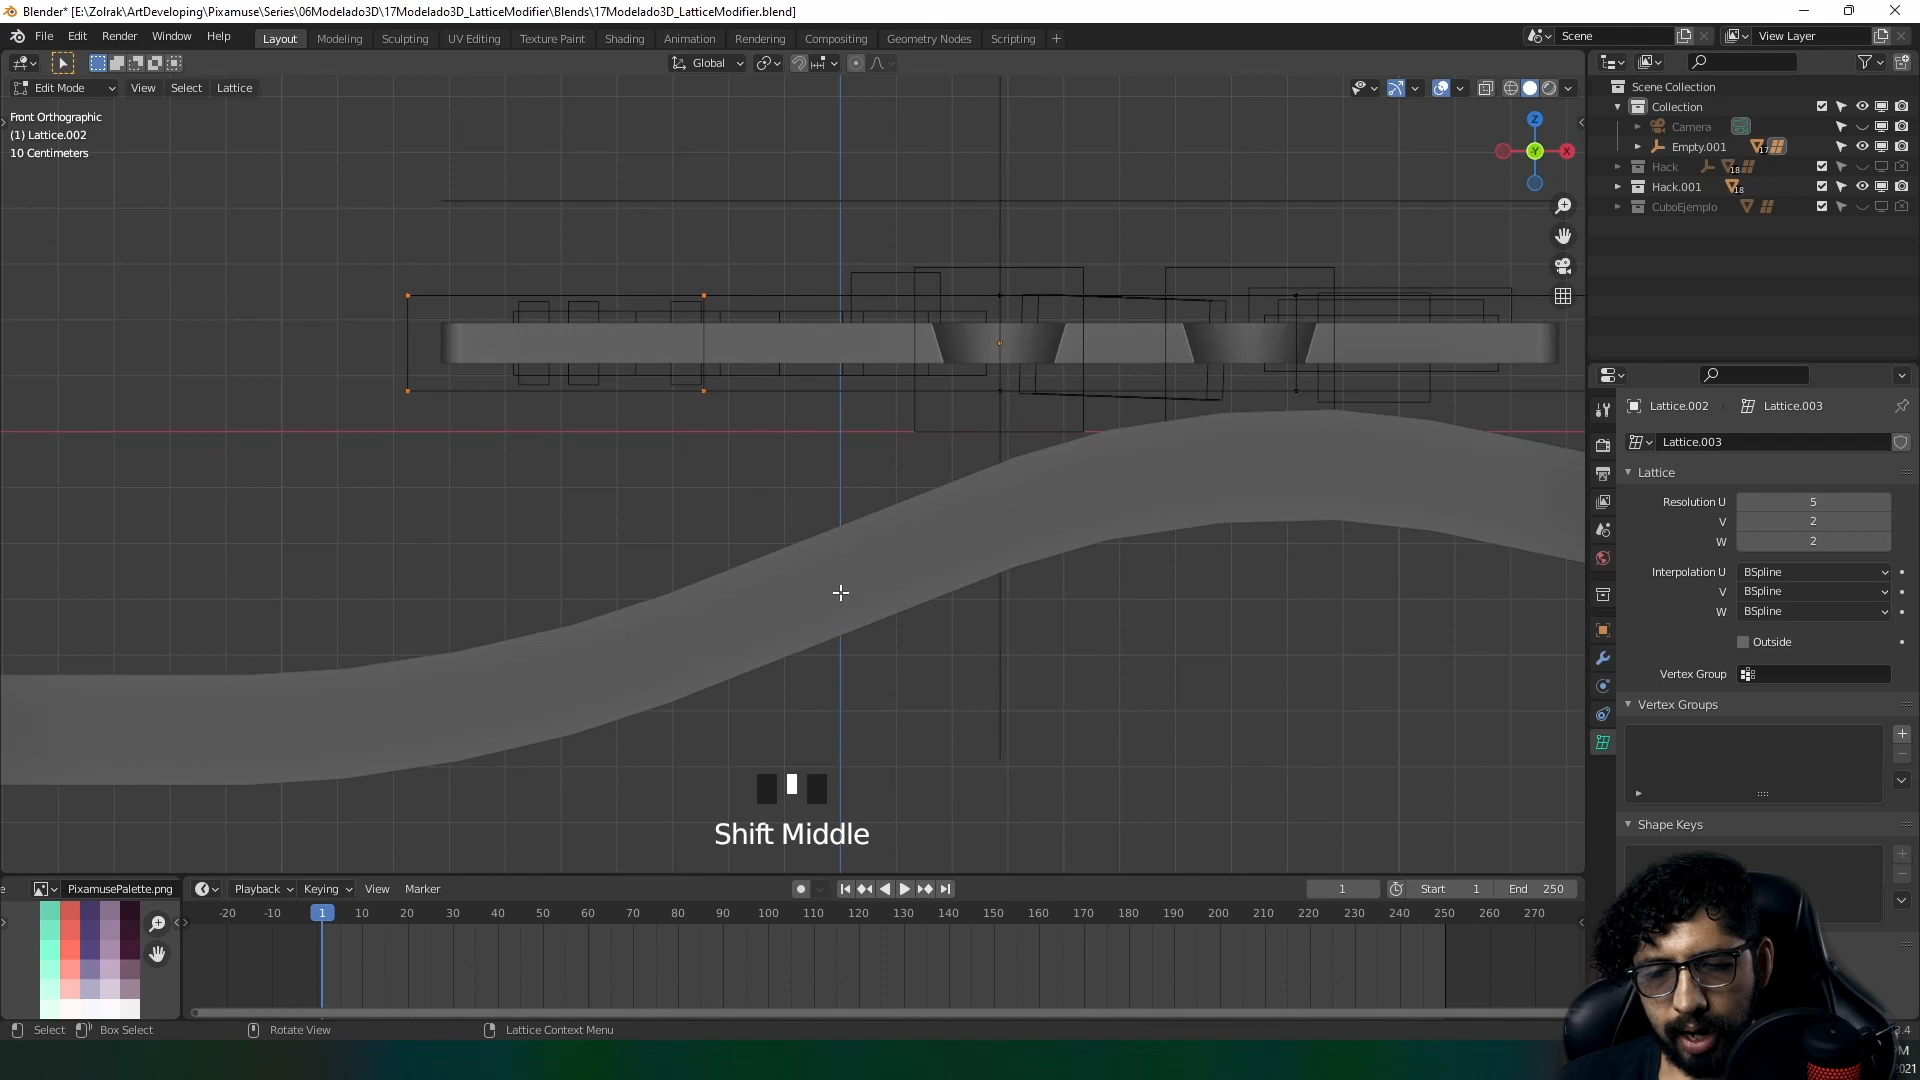 Blender* [E:\Zolrak\ArtDeveloping\Pixamuse\Series\06Modelado3D\17Modelado3D_LatticeModifier\Blends\17Modelado3D_LatticeModifier.blend]
File Edit Render Window Help Layout Modeling Sculpting UV Editing Texture Paint Shading Animation Rendering Compositing Geometry Nodes Scripting + Scene View Layer
Global
Edit Mode View Select Lattice
Front Orthographic
(1) Lattice.002
10 Centimeters
Z
Y
X
Scene Collection
Collection
Camera
Empty.001 17
Hack 18
Hack.001 18
CuboEjemplo
Lattice.002 Lattice.003
Lattice.003
Lattice
Resolution U 5
V 2
W 2
Interpolation U BSpline
V BSpline
W BSpline
Outside
Vertex Group
Vertex Groups
Shape Keys
Shift Middle
PixamusePalette.png Playback Keying View Marker 1 Start 1 End 250
-20 -10 1 10 20 30 40 50 60 70 80 90 100 110 120 130 140 150 160 170 180 190 200 210 220 230 240 250 260 270
Select Box Select Rotate View Lattice Context Menu
3.4
2021